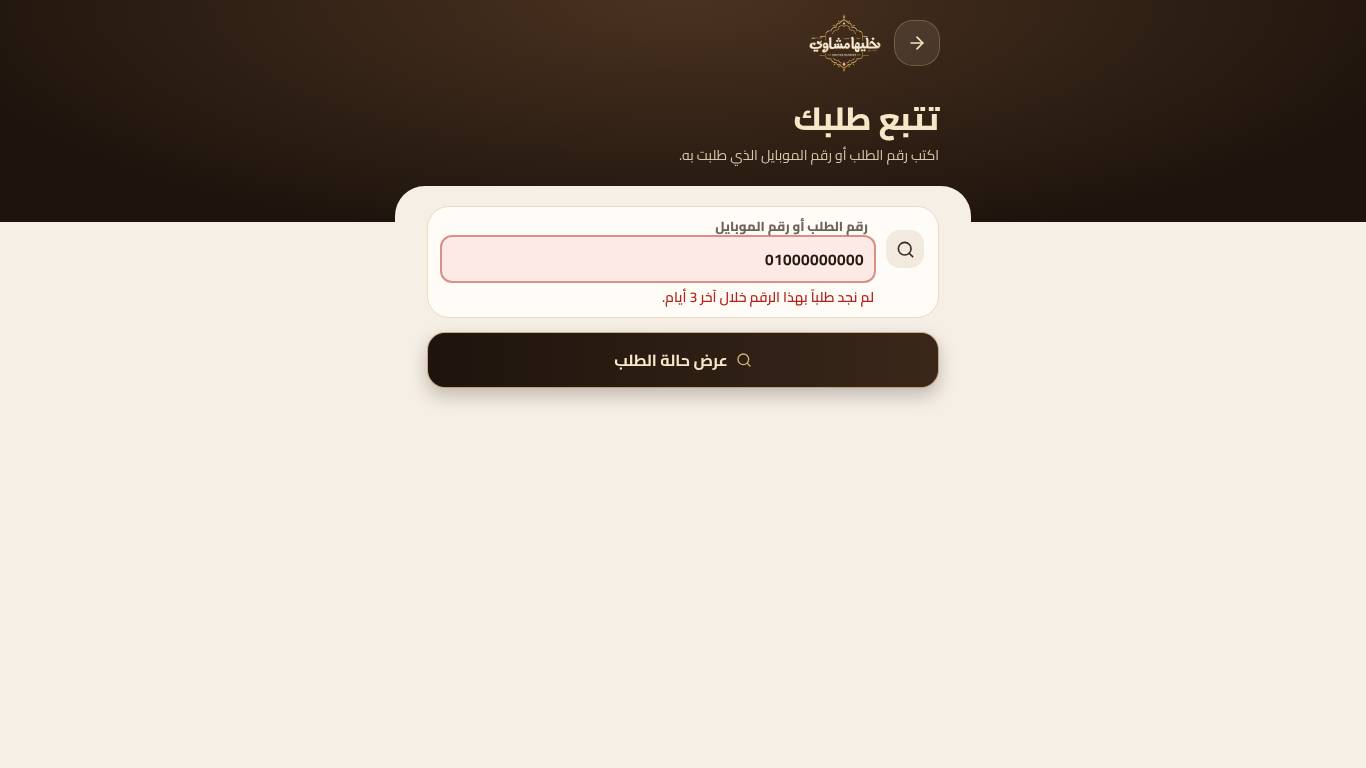 خليها مشاوي
تتبع طلبك
اكتب رقم الطلب أو رقم الموبايل الذي طلبت به.
رقم الطلب أو رقم الموبايل
01000000000
لم نجد طلباً بهذا الرقم خلال آخر 3 أيام.
عرض حالة الطلب